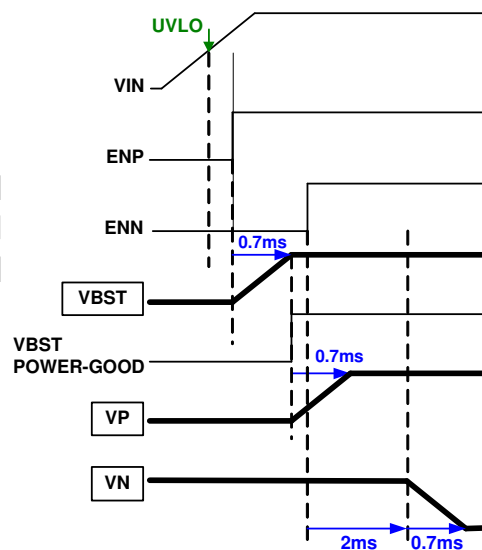 UVLO
VIN
ENP
ENN
0.7ms
VBST
VBST
POWER-GOOD
0.7ms
VP
VN
2ms
0.7ms